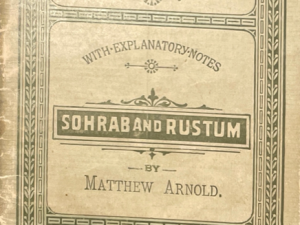 WITH-EXPLANATORY-NOTES
SOHRAB AND RUSTUM
BY
MATTHEW ARNOLD.